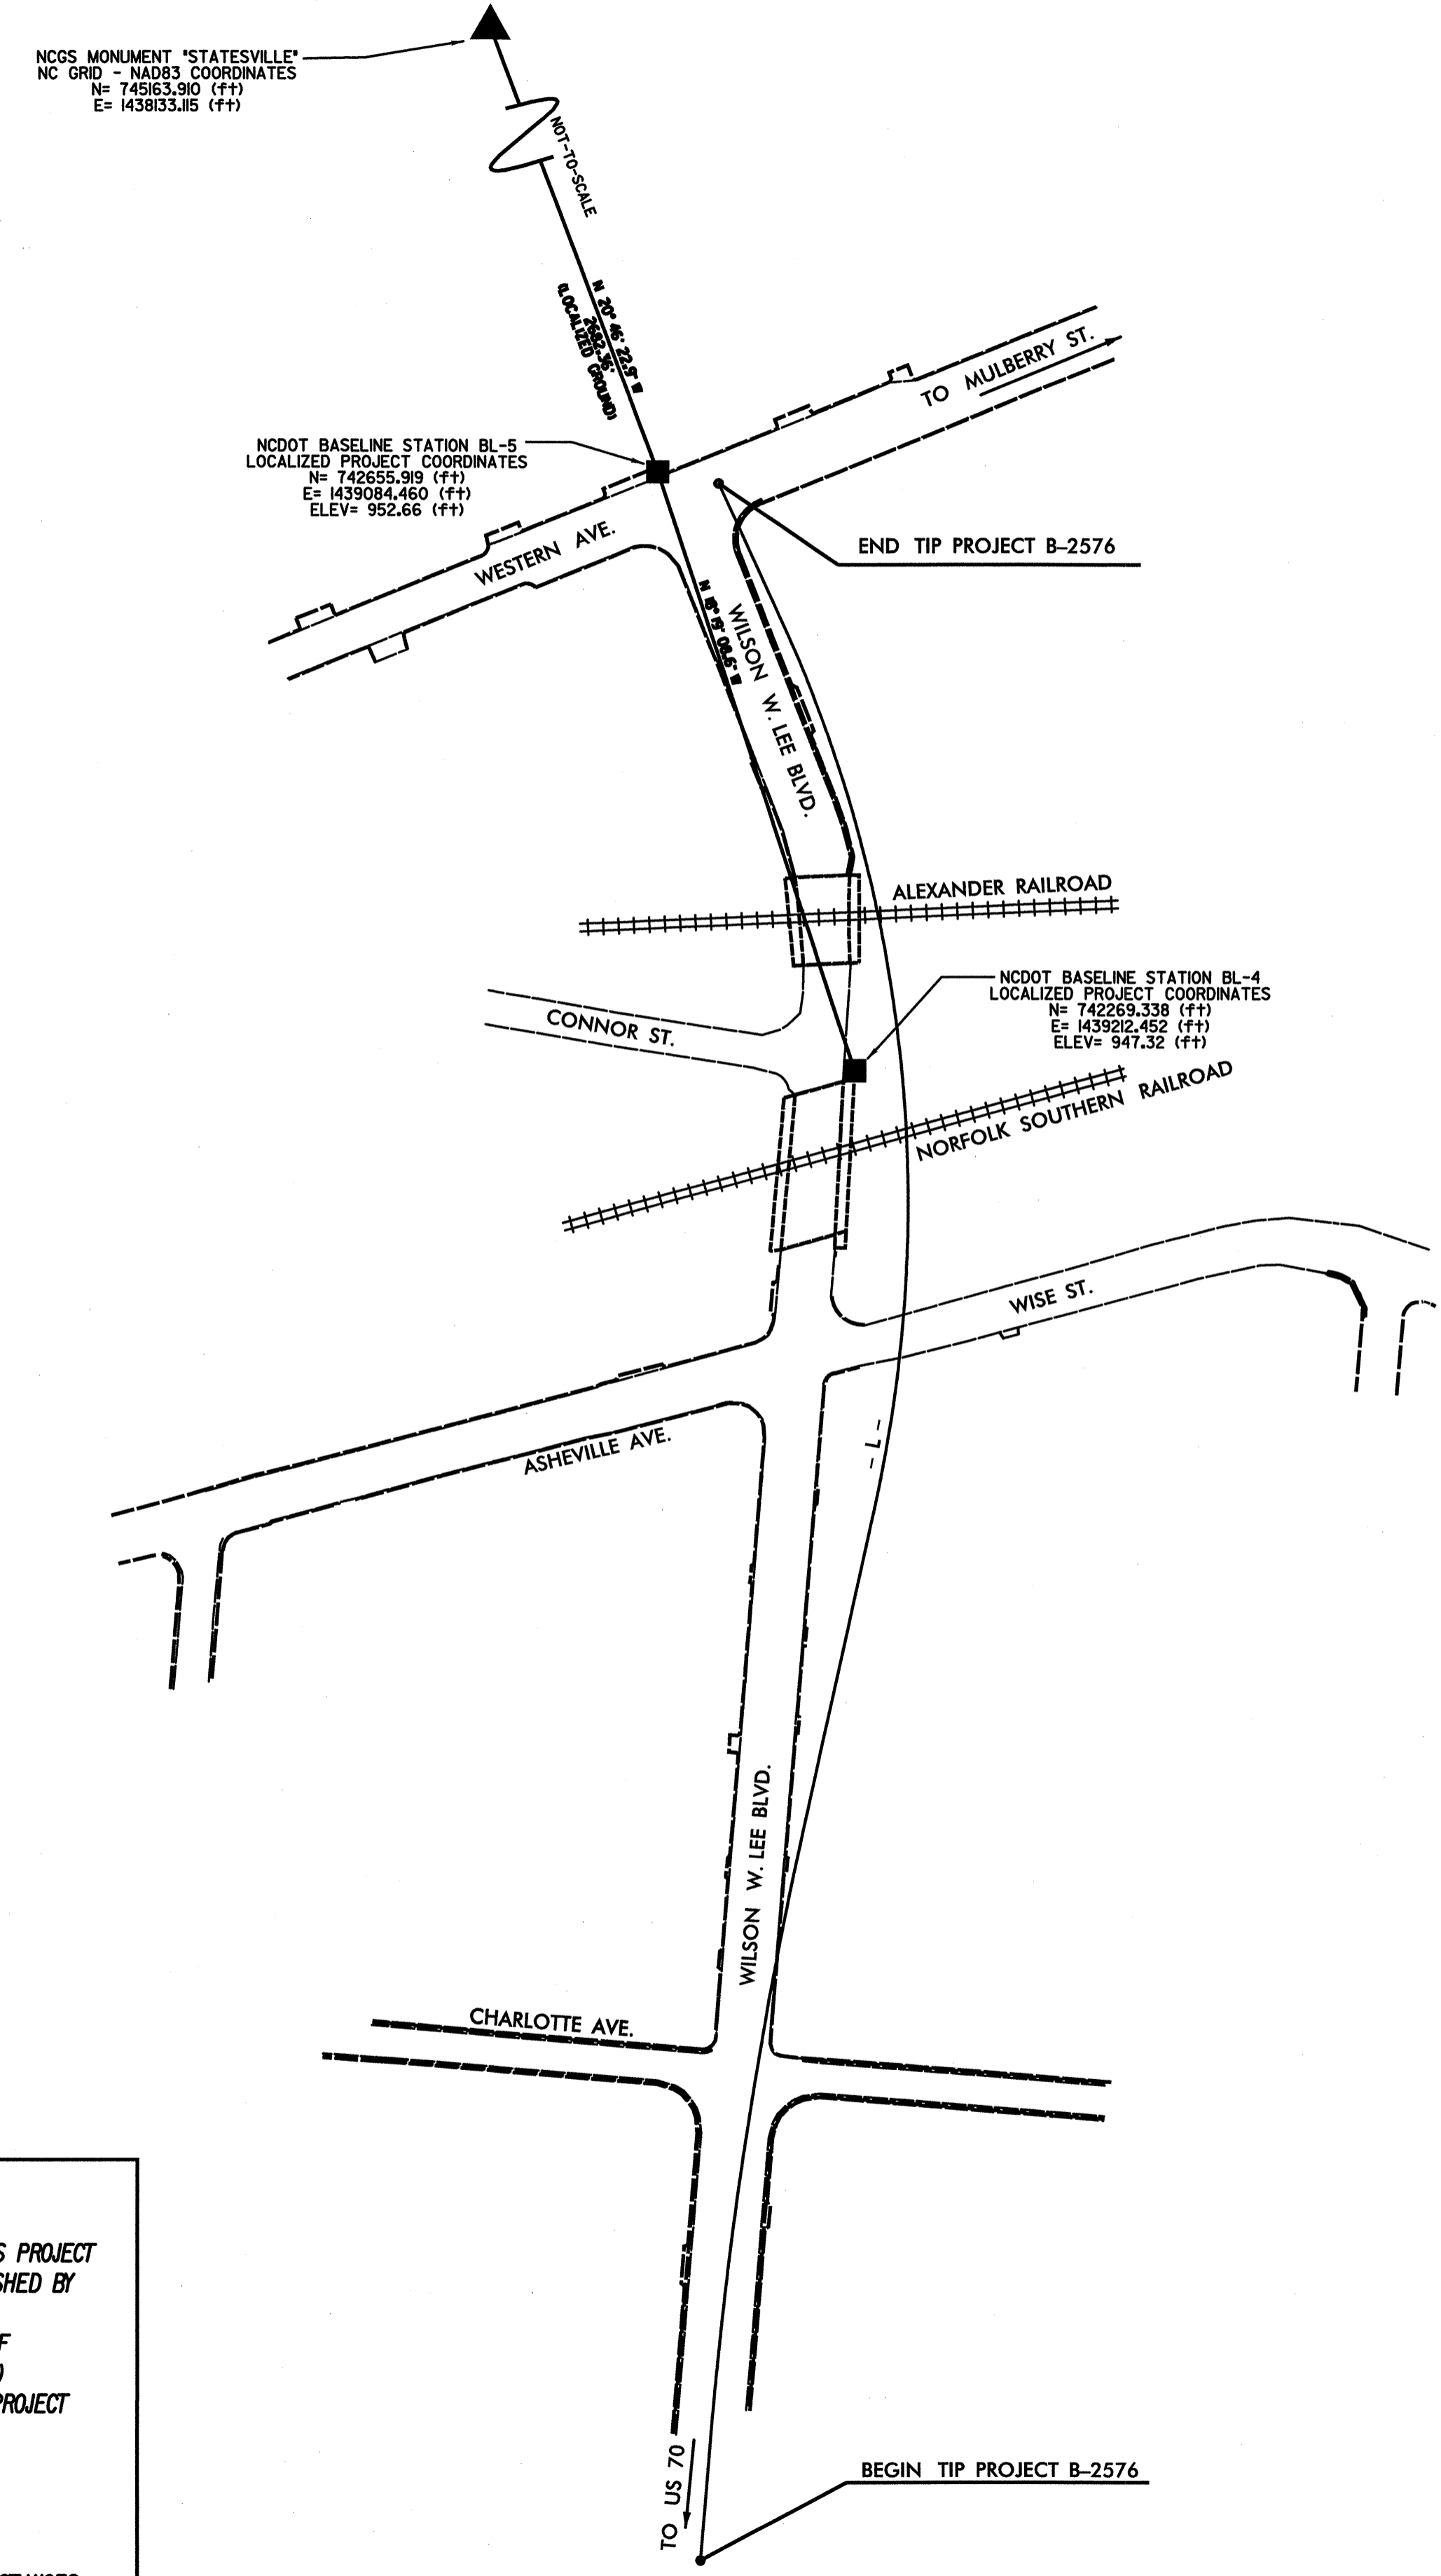 NCGS MONUMENT "STATESVILLE"
NC GRID - NAD83 COORDINATES
N= 745163.910 (ft)
E= 1438133.115 (ft)
NOT-TO-SCALE
N 20° 46' 22.9" W
2682.36'
(LOCALIZED GROUND)
TO MULBERRY ST.
NCDOT BASELINE STATION BL-5
LOCALIZED PROJECT COORDINATES
N= 742655.919 (ft)
E= 1439084.460 (ft)
ELEV= 952.66 (ft)
WESTERN AVE.
END TIP PROJECT B-2576
N 18° 19' 08.6" W
WILSON W. LEE BLVD.
ALEXANDER RAILROAD
NCDOT BASELINE STATION BL-4
LOCALIZED PROJECT COORDINATES
N= 742269.338 (ft)
E= 1439212.452 (ft)
ELEV= 947.32 (ft)
CONNOR ST.
NORFOLK SOUTHERN RAILROAD
WISE ST.
ASHEVILLE AVE.
- L -
WILSON W. LEE BLVD.
CHARLOTTE AVE.
PROJECT
SHED BY
PROJECT
TO US 70
BEGIN TIP PROJECT B-2576